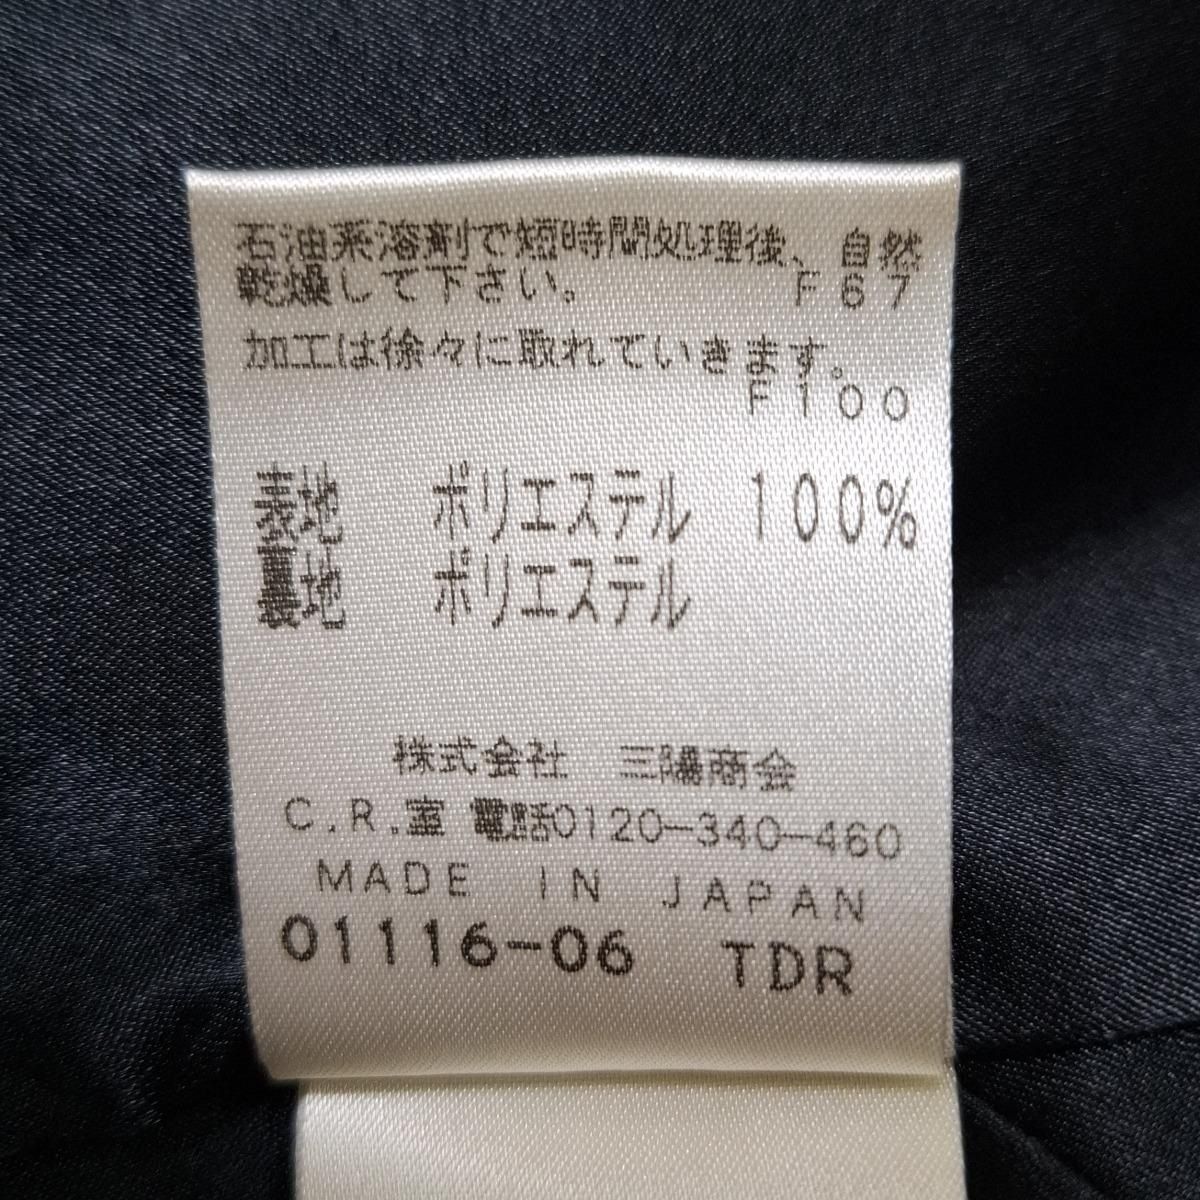 石油系溶剤で短時間処理後、自然
乾燥して下さい。 F67
加工は徐々に取れていきます。
F100
表地 ポリエステル 100%
裏地 ポリエステル
株式会社 三陽商会
C.R.室 電話0120-340-460
MADE IN JAPAN
01116-06 TDR